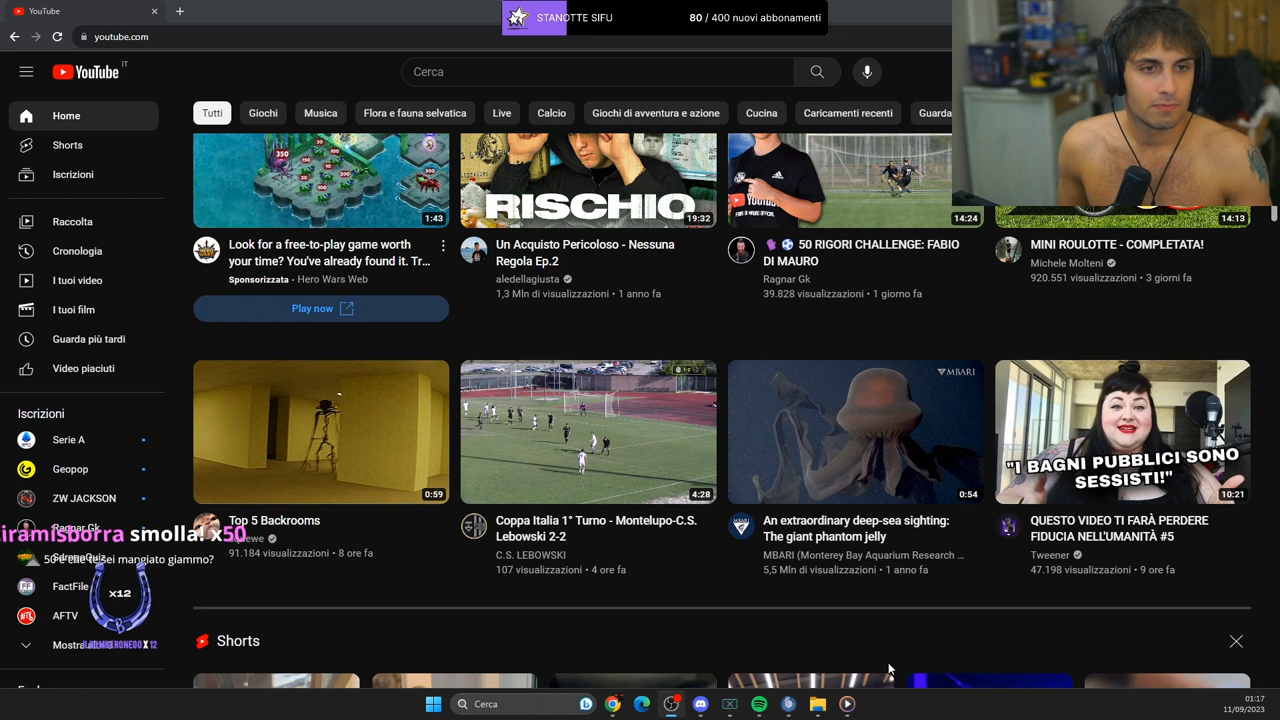 YouTube
STANOTTE SIFU
80 / 400 nuovi abbonamenti
youtube.com
YouTube IT
Cerca
Tutti
Giochi
Musica
Flora e fauna selvatica
Live
Calcio
Giochi di avventura e azione
Cucina
Caricamenti recenti
Guarda
Home
Shorts
Iscrizioni
Raccolta
Cronologia
I tuoi video
I tuoi film
Guarda più tardi
Video piaciuti
Iscrizioni
Serie A
Geopop
ZW JACKSON
Ragnar Gk
FactFile
AFTV
350
1:43
Look for a free-to-play game worth
your time? You've already found it. Tr...
Sponsorizzata • Hero Wars Web
Play now
RISCHIO
19:32
Un Acquisto Pericoloso - Nessuna
Regola Ep.2
aledellagiusta
1,3 Mln di visualizzazioni • 1 anno fa
YouTube
14:24
50 RIGORI CHALLENGE: FABIO
DI MAURO
Ragnar Gk
39.828 visualizzazioni • 1 giorno fa
14:13
MINI ROULOTTE - COMPLETATA!
Michele Molteni
920.551 visualizzazioni • 3 giorni fa
0:59
Top 5 Backrooms
91.184 visualizzazioni • 8 ore fa
4:28
Coppa Italia 1° Turno - Montelupo-C.S.
Lebowski 2-2
C.S. LEBOWSKI
107 visualizzazioni • 4 ore fa
MBARI
0:54
An extraordinary deep-sea sighting:
The giant phantom jelly
MBARI (Monterey Bay Aquarium Research ...
5,5 Mln di visualizzazioni • 1 anno fa
"I BAGNI PUBBLICI SONO
SESSISTI!"
10:21
QUESTO VIDEO TI FARÀ PERDERE
FIDUCIA NELL'UMANITÀ #5
Tweener
47.198 visualizzazioni • 9 ore fa
iramisborra smolla! x50
x12
X 12
Shorts
Cerca
01:17
11/09/2023